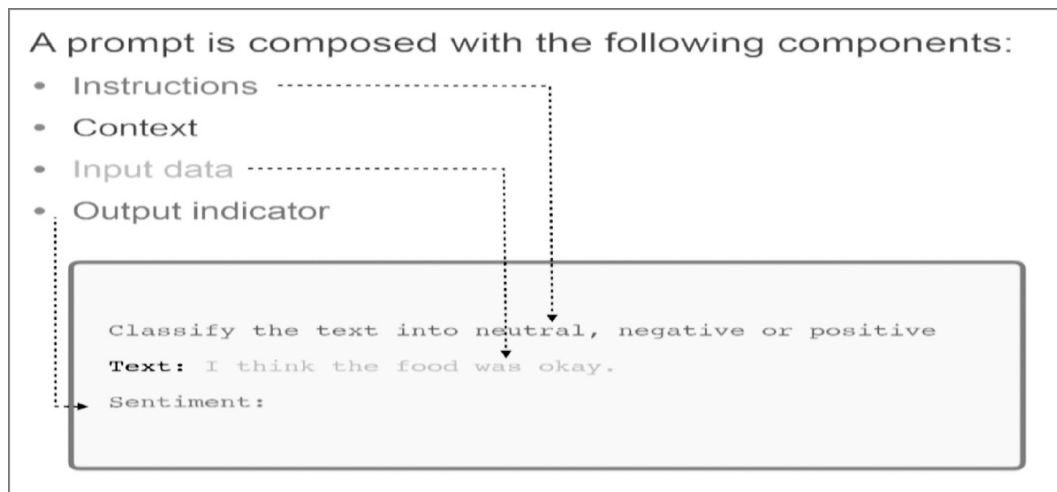 A prompt is composed with the following components:
• Instructions
• Context
• Input data
• Output indicator
Classify the text into neutral, negative or positive
Text: I think the food was okay.
Sentiment: